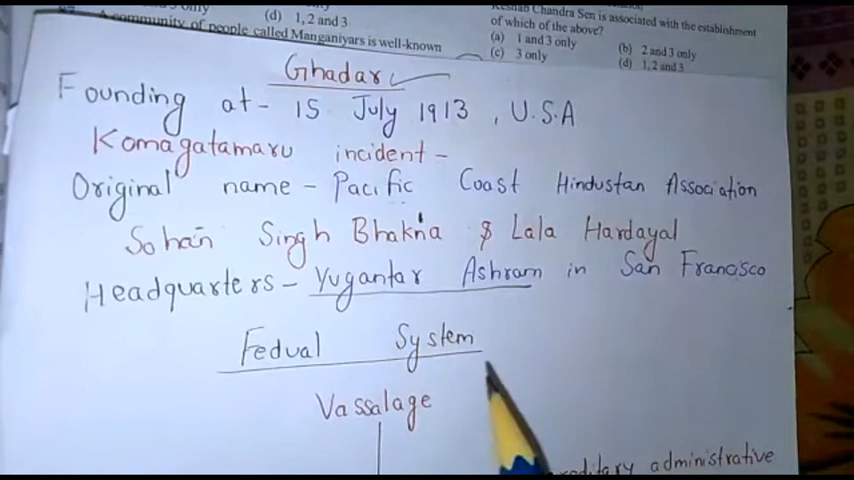 3 only
(d) 1, 2 and 3
A community of people called Manganiyars is well-known
Keshab Chandra Sen is associated with the establishment
of which of the above?
(a) 1 and 3 only
(b) 2 and 3 only
(c) 3 only
(d) 1, 2 and 3
Ghadar
Founding at - 15 July 1913, U.S.A
Komagatamaru incident -
Original name - Pacific Coast Hindustan Association
Sohan Singh Bhakna & Lala Hardayal
Headquarters - Yugantar Ashram in San Francisco
Fedual System
Vassalage
administrative